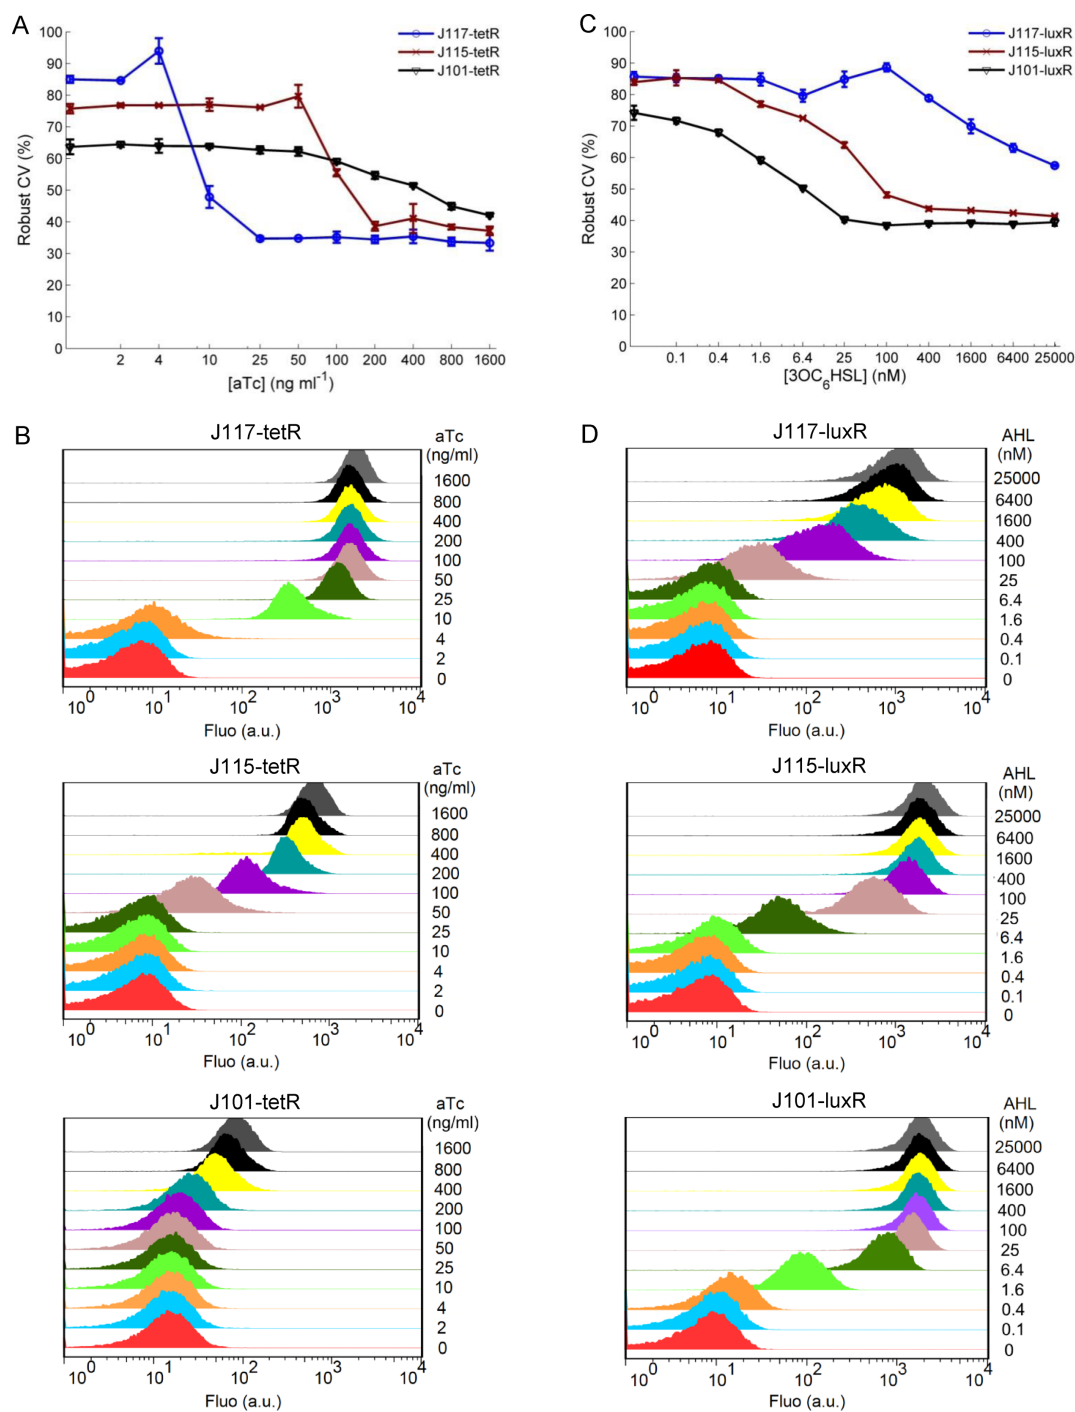 A
J117-tetR
J115-tetR
J101-tetR
100
90
80
70
60
50
40
30
20
10
0
Robust CV (%)
2 4 10 25 50 100 200 400 800 1600
[aTc] (ng ml⁻¹)
C
J117-luxR
J115-luxR
J101-luxR
100
90
80
70
60
50
40
30
20
10
0
Robust CV (%)
0.1 0.4 1.6 6.4 25 100 400 1600 6400 25000
[3OC₆HSL] (nM)
B
J117-tetR
aTc
(ng/ml)
1600
800
400
200
100
50
25
10
4
2
0
10⁰ 10¹ 10² 10³ 10⁴
Fluo (a.u.)
J115-tetR
aTc
(ng/ml)
1600
800
400
200
100
50
25
10
4
2
0
10⁰ 10¹ 10² 10³ 10⁴
Fluo (a.u.)
J101-tetR
aTc
(ng/ml)
1600
800
400
200
100
50
25
10
4
2
0
10⁰ 10¹ 10² 10³ 10⁴
Fluo (a.u.)
D
J117-luxR
AHL
(nM)
25000
6400
1600
400
100
25
6.4
1.6
0.4
0.1
0
10⁰ 10¹ 10² 10³ 10⁴
Fluo (a.u.)
J115-luxR
AHL
(nM)
25000
6400
1600
400
100
25
6.4
1.6
0.4
0.1
0
10⁰ 10¹ 10² 10³ 10⁴
Fluo (a.u.)
J101-luxR
AHL
(nM)
25000
6400
1600
400
100
25
6.4
1.6
0.4
0.1
0
10⁰ 10¹ 10² 10³ 10⁴
Fluo (a.u.)